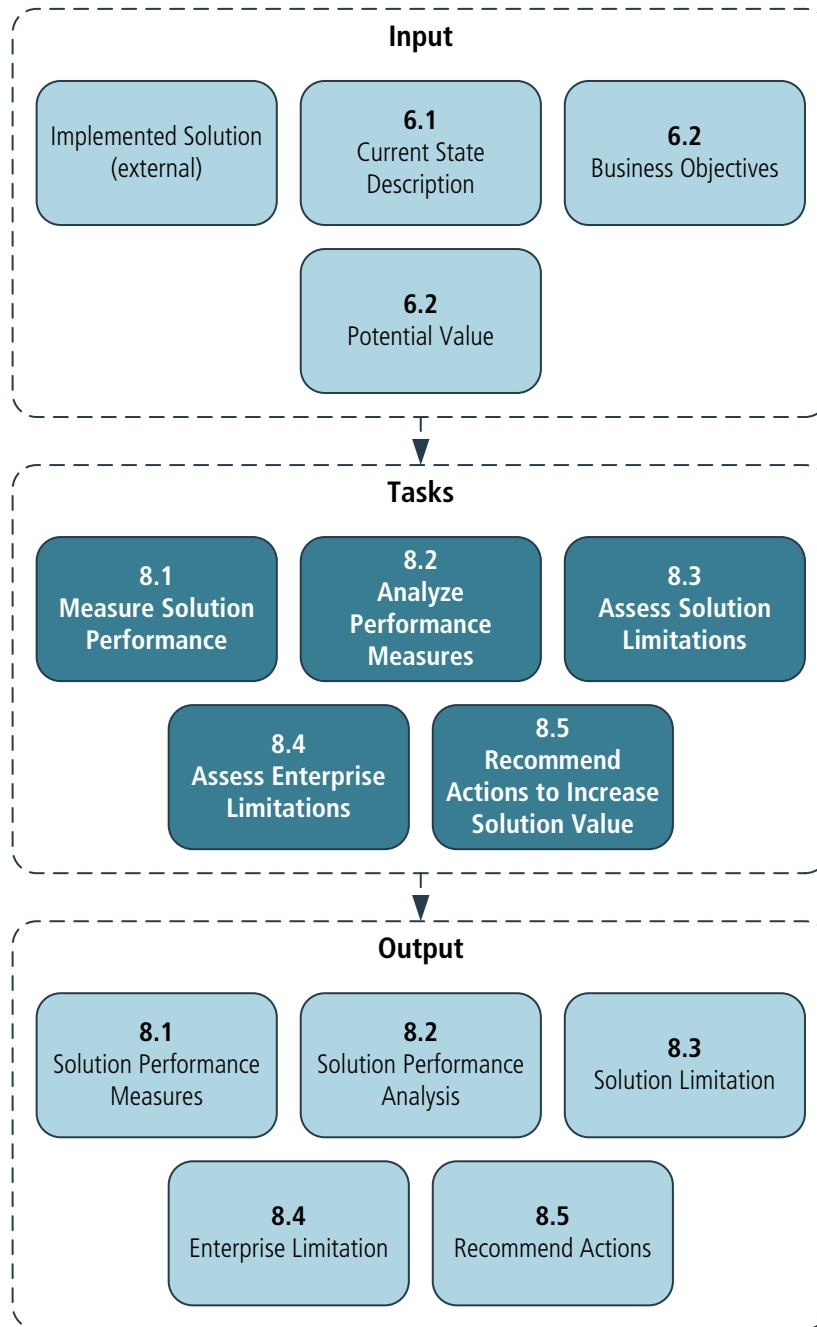 Input
Implemented Solution
(external)
6.1
Current State
Description
6.2
Business Objectives
6.2
Potential Value
Tasks
8.1
Measure Solution
Performance
8.2
Analyze
Performance
Measures
8.3
Assess Solution
Limitations
8.4
Assess Enterprise
Limitations
8.5
Recommend
Actions to Increase
Solution Value
Output
8.1
Solution Performance
Measures
8.2
Solution Performance
Analysis
8.3
Solution Limitation
8.4
Enterprise Limitation
8.5
Recommend Actions